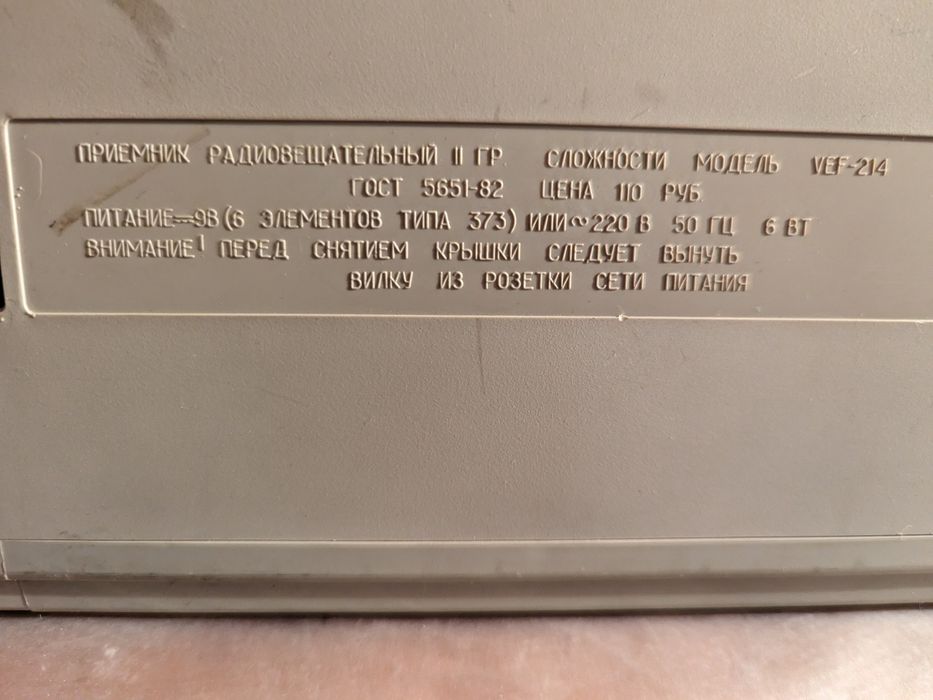 ПРИЕМНИК РАДИОВЕЩАТЕЛЬНЫЙ II ГР. СЛОЖНОСТИ МОДЕЛЬ VEF-214
ГОСТ 5651-82 ЦЕНА 110 РУБ.
ПИТАНИЕ⎓9В (6 ЭЛЕМЕНТОВ ТИПА 373) ИЛИ ~220 В 50 ГЦ 6 ВТ
ВНИМАНИЕ! ПЕРЕД СНЯТИЕМ КРЫШКИ СЛЕДУЕТ ВЫНУТЬ
ВИЛКУ ИЗ РОЗЕТКИ СЕТИ ПИТАНИЯ